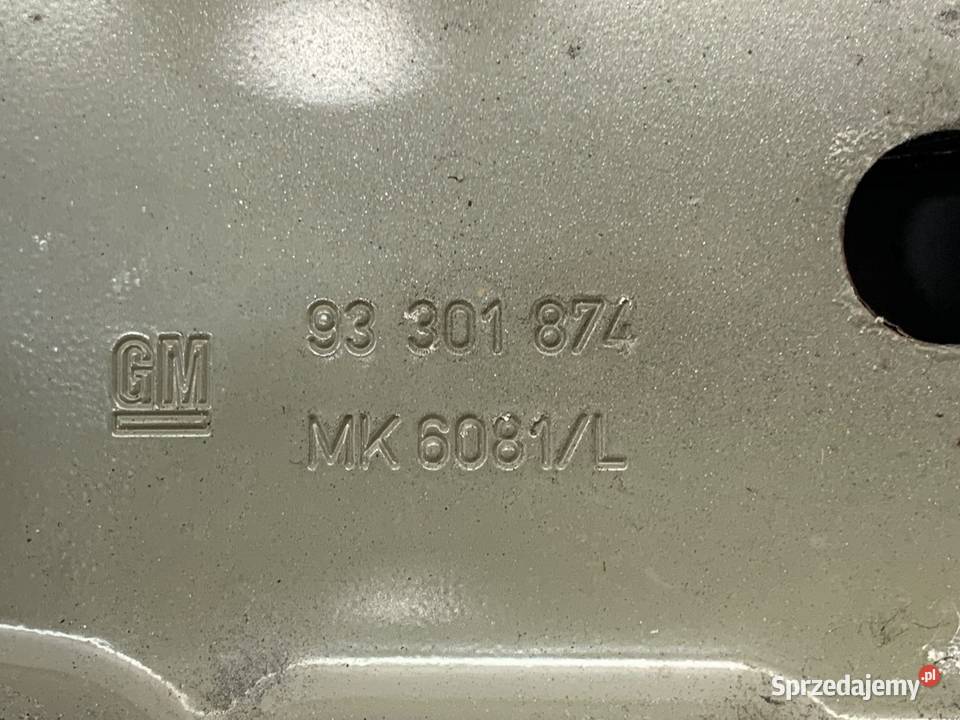 93 301 874
GM
MK 6081/L
Sprzedajemy.pl